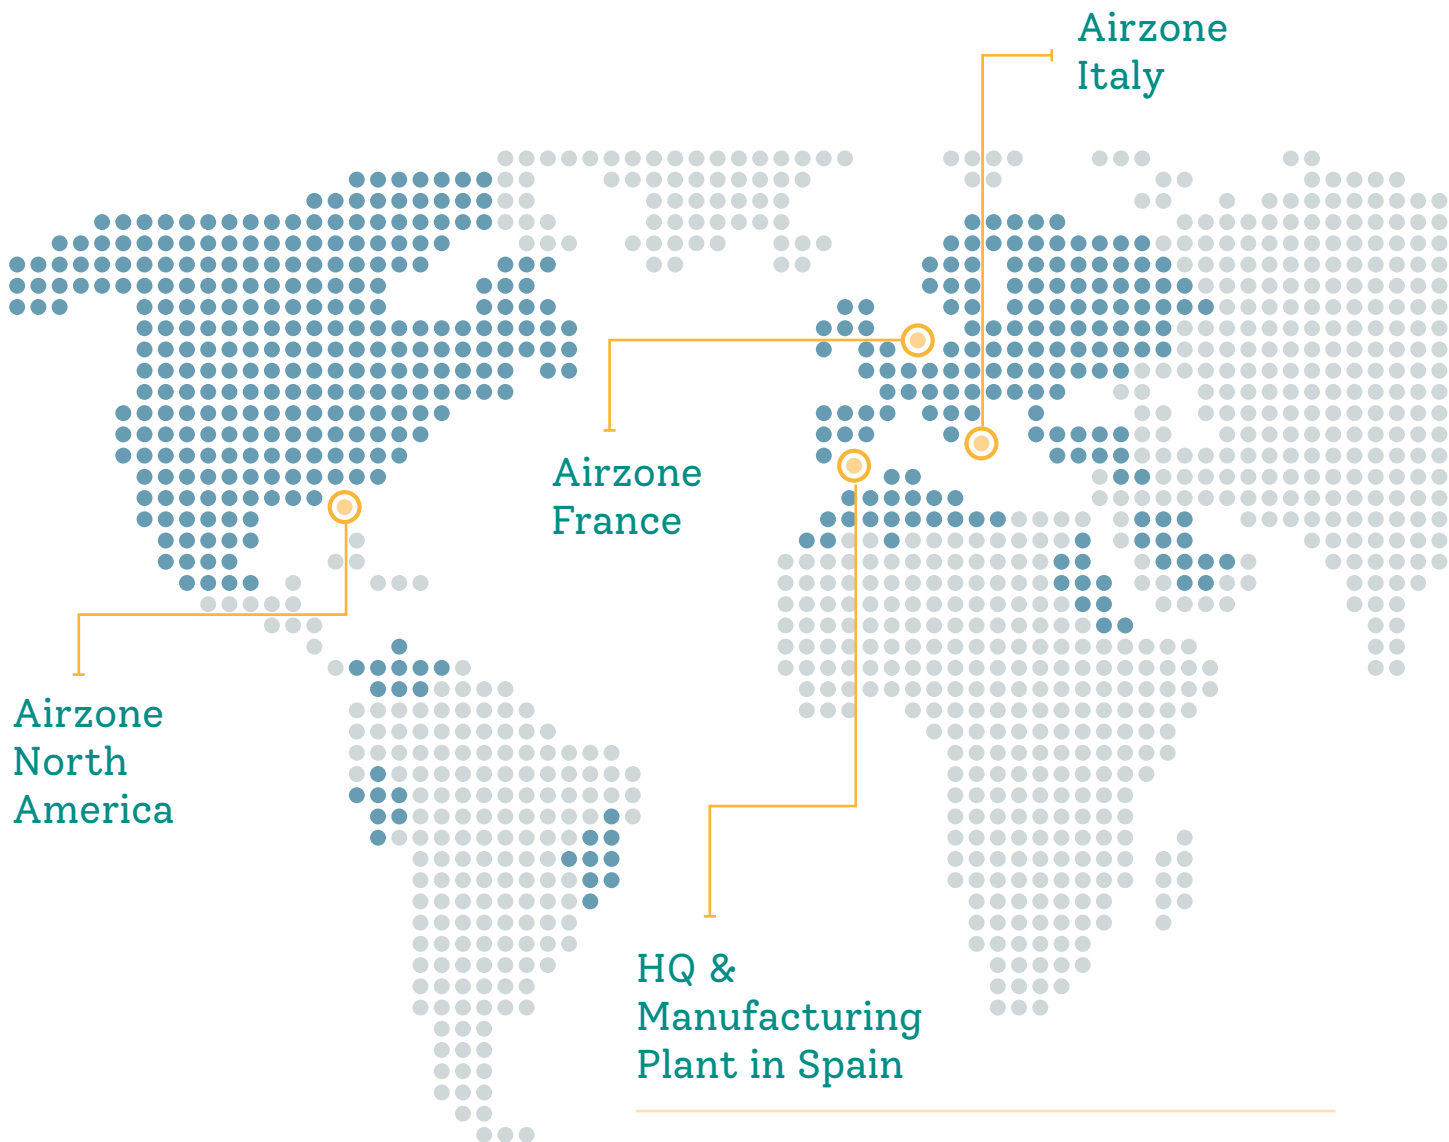 Airzone
Italy
Airzone
France
Airzone
North
America
HQ &
Manufacturing
Plant in Spain